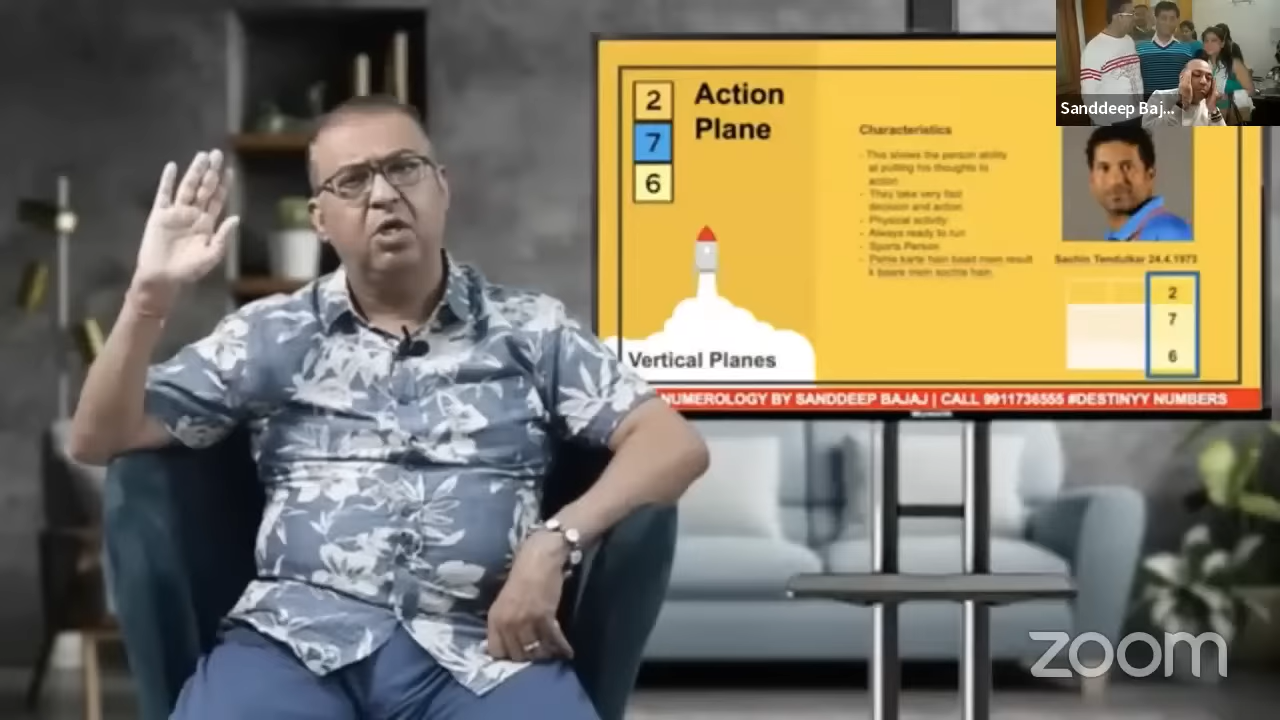 2
7
6
Action
Plane
Characteristics
- This shows the person ability
at putting his thoughts to
action
- They take very fast
decision and action
- Physical activity
- Always ready to run
- Sports Person
- Pehle karte hain baad mein result
k baare mein sochte hain
Sachin Tendulkar 24.4.1973
2
7
6
Vertical Planes
NUMEROLOGY BY SANDDEEP BAJAJ | CALL 9911736555 #DESTINYY NUMBERS
Sanddeep Baj...
zoom